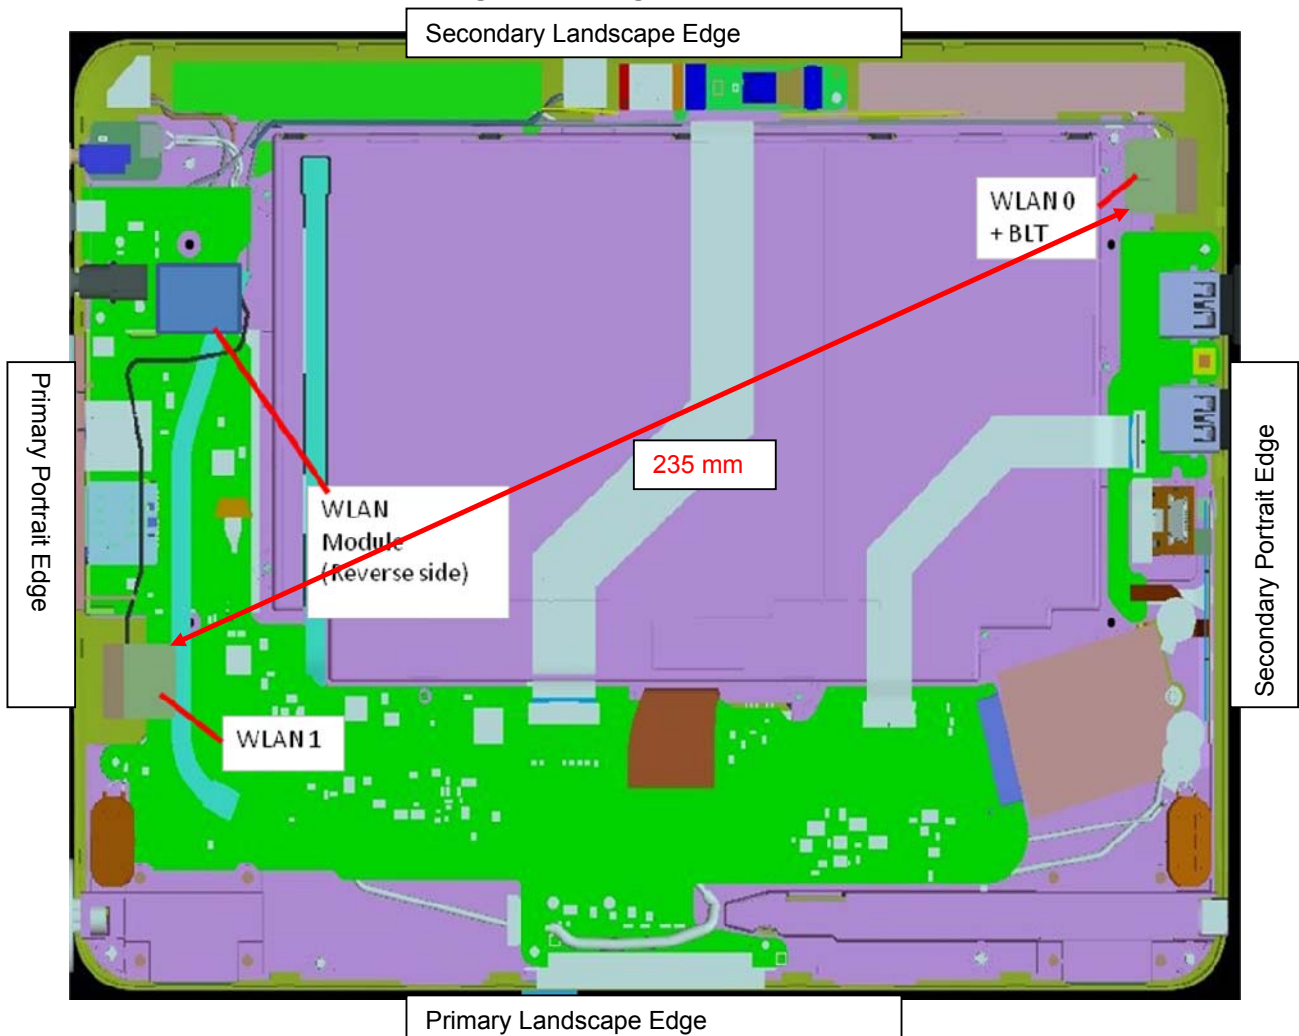 Secondary Landscape Edge
WLAN 0
+ BLT
Primary Portrait Edge
Secondary Portrait Edge
235 mm
WLAN
Module
(Reverse side)
WLAN 1
Primary Landscape Edge